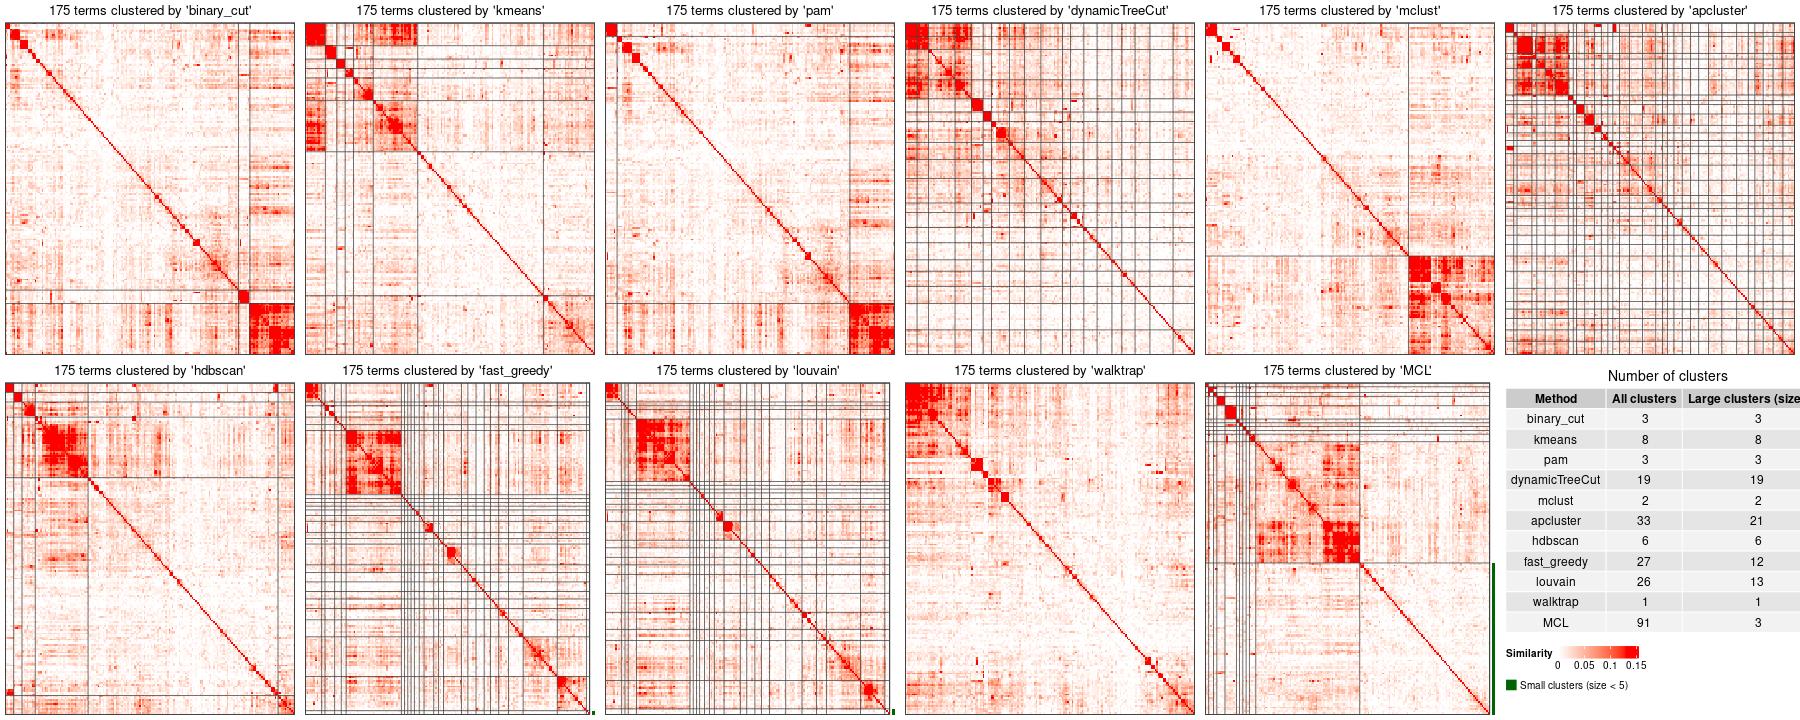 175 terms clustered by 'binary_cut'
175 terms clustered by 'kmeans'
175 terms clustered by 'pam'
175 terms clustered by 'dynamicTreeCut'
175 terms clustered by 'mclust'
175 terms clustered by 'apcluster'
175 terms clustered by 'hdbscan'
175 terms clustered by 'fast_greedy'
175 terms clustered by 'louvain'
175 terms clustered by 'walktrap'
175 terms clustered by 'MCL'
Number of clusters
Method All clusters Large clusters (size
binary_cut 3 3
kmeans 8 8
pam 3 3
dynamicTreeCut 19 19
mclust 2 2
apcluster 33 21
hdbscan 6 6
fast_greedy 27 12
louvain 26 13
walktrap 1 1
MCL 91 3
Similarity
0 0.05 0.1 0.15
Small clusters (size < 5)